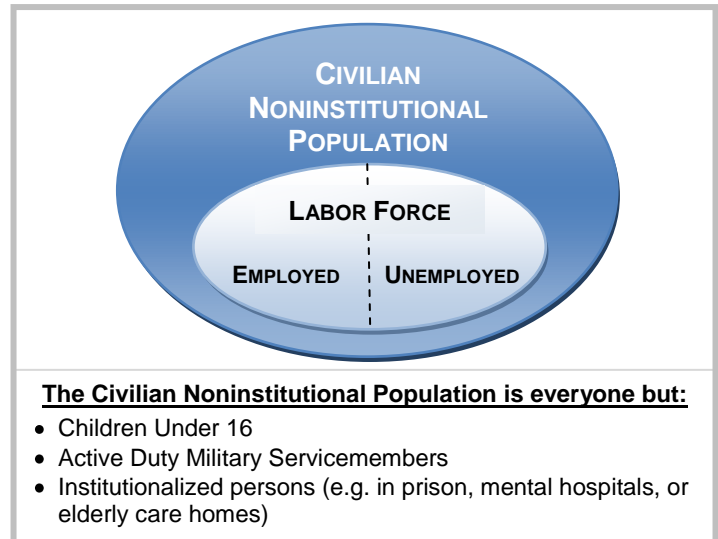 CIVILIAN
NONINSTITUTIONAL
POPULATION
LABOR FORCE
EMPLOYED UNEMPLOYED
The Civilian Noninstitutional Population is everyone but:
• Children Under 16
• Active Duty Military Servicemembers
• Institutionalized persons (e.g. in prison, mental hospitals, or
elderly care homes)